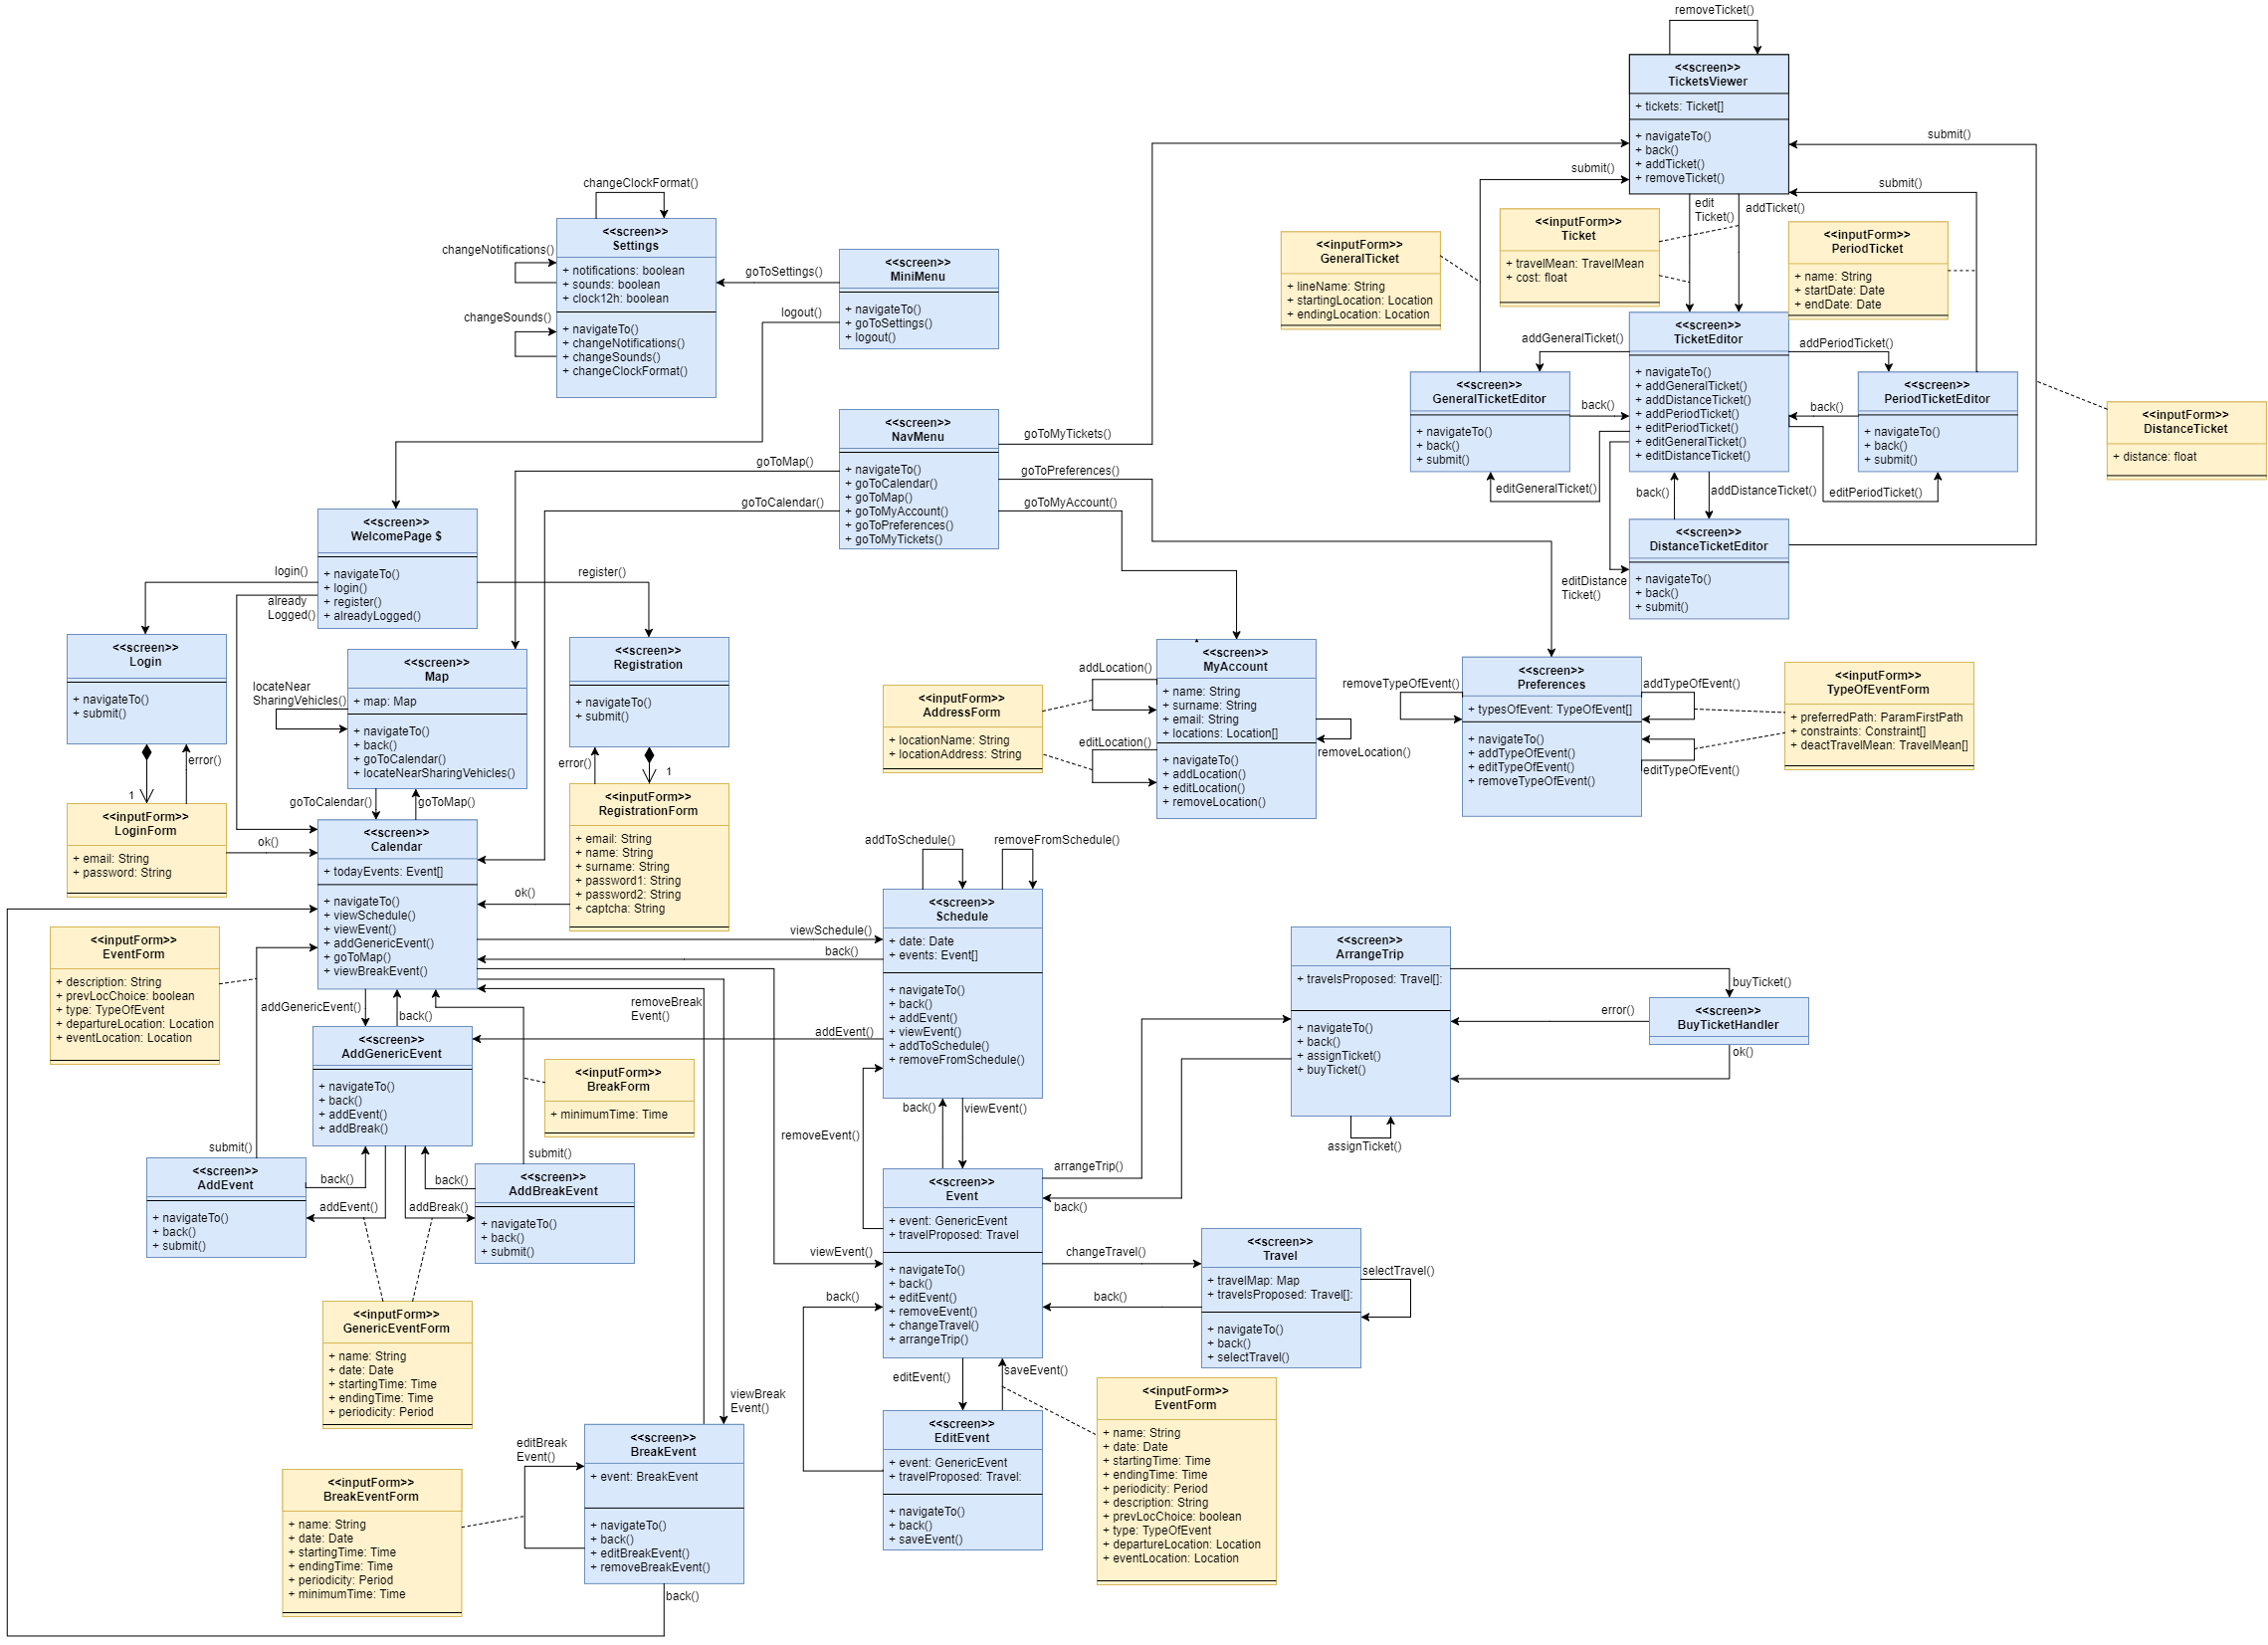 removeTicket()
<<screen>>
TicketsViewer
+ tickets: Ticket[]
+ navigateTo()
+ back()
+ addTicket()
+ removeTicket()
submit()
submit()
submit()
edit
Ticket()
addTicket()
<<inputForm>>
GeneralTicket
+ lineName: String
+ startingLocation: Location
+ endingLocation: Location
<<inputForm>>
Ticket
+ travelMean: TravelMean
+ cost: float
<<inputForm>>
PeriodTicket
+ name: String
+ startDate: Date
+ endDate: Date
<<screen>>
TicketEditor
+ navigateTo()
+ addGeneralTicket()
+ addDistanceTicket()
+ addPeriodTicket()
+ editPeriodTicket()
+ editGeneralTicket()
+ editDistanceTicket()
addGeneralTicket()
addPeriodTicket()
<<screen>>
GeneralTicketEditor
+ navigateTo()
+ back()
+ submit()
back()
back()
<<screen>>
PeriodTicketEditor
+ navigateTo()
+ back()
+ submit()
<<inputForm>>
DistanceTicket
+ distance: float
editGeneralTicket()
back()
addDistanceTicket()
editPeriodTicket()
<<screen>>
DistanceTicketEditor
+ navigateTo()
+ back()
+ submit()
editDistance
Ticket()
changeClockFormat()
changeNotifications()
changeSounds()
<<screen>>
Settings
+ notifications: boolean
+ sounds: boolean
+ clock12h: boolean
+ navigateTo()
+ changeNotifications()
+ changeSounds()
+ changeClockFormat()
goToSettings()
logout()
<<screen>>
MiniMenu
+ navigateTo()
+ goToSettings()
+ logout()
<<screen>>
NavMenu
+ navigateTo()
+ goToCalendar()
+ goToMap()
+ goToMyAccount()
+ goToPreferences()
+ goToMyTickets()
goToMap()
goToCalendar()
goToMyTickets()
goToPreferences()
goToMyAccount()
<<screen>>
WelcomePage $
+ navigateTo()
+ login()
+ register()
+ alreadyLogged()
login()
already
Logged()
register()
<<screen>>
Login
+ navigateTo()
+ submit()
error()
1
<<inputForm>>
LoginForm
+ email: String
+ password: String
ok()
<<screen>>
Map
+ map: Map
+ navigateTo()
+ back()
+ goToCalendar()
+ locateNearSharingVehicles()
locateNear
SharingVehicles()
goToCalendar()
goToMap()
<<screen>>
Registration
+ navigateTo()
+ submit()
error()
1
<<inputForm>>
RegistrationForm
+ email: String
+ name: String
+ surname: String
+ password1: String
+ password2: String
+ captcha: String
ok()
<<inputForm>>
AddressForm
+ locationName: String
+ locationAddress: String
addLocation()
editLocation()
<<screen>>
MyAccount
+ name: String
+ surname: String
+ email: String
+ locations: Location[]
+ navigateTo()
+ addLocation()
+ editLocation()
+ removeLocation()
removeLocation()
removeTypeOfEvent()
<<screen>>
Preferences
+ typesOfEvent: TypeOfEvent[]
+ navigateTo()
+ addTypeOfEvent()
+ editTypeOfEvent()
+ removeTypeOfEvent()
addTypeOfEvent()
editTypeOfEvent()
<<inputForm>>
TypeOfEventForm
+ preferredPath: ParamFirstPath
+ constraints: Constraint[]
+ deactTravelMean: TravelMean[]
<<screen>>
Calendar
+ todayEvents: Event[]
+ navigateTo()
+ viewSchedule()
+ viewEvent()
+ addGenericEvent()
+ goToMap()
+ viewBreakEvent()
<<inputForm>>
EventForm
+ description: String
+ prevLocChoice: boolean
+ type: TypeOfEvent
+ departureLocation: Location
+ eventLocation: Location
addGenericEvent()
back()
viewSchedule()
back()
removeBreak
Event()
addEvent()
addToSchedule()
removeFromSchedule()
<<screen>>
Schedule
+ date: Date
+ events: Event[]
+ navigateTo()
+ back()
+ addEvent()
+ viewEvent()
+ addToSchedule()
+ removeFromSchedule()
<<screen>>
ArrangeTrip
+ travelsProposed: Travel[]:
+ navigateTo()
+ back()
+ assignTicket()
+ buyTicket()
assignTicket()
buyTicket()
error()
<<screen>>
BuyTicketHandler
ok()
<<screen>>
AddGenericEvent
+ navigateTo()
+ back()
+ addEvent()
+ addBreak()
<<inputForm>>
BreakForm
+ minimumTime: Time
submit()
submit()
<<screen>>
AddEvent
+ navigateTo()
+ back()
+ submit()
back()
addEvent()
back()
addBreak()
<<screen>>
AddBreakEvent
+ navigateTo()
+ back()
+ submit()
back()
viewEvent()
removeEvent()
arrangeTrip()
back()
<<screen>>
Event
+ event: GenericEvent
+ travelProposed: Travel
+ navigateTo()
+ back()
+ editEvent()
+ removeEvent()
+ changeTravel()
+ arrangeTrip()
viewEvent()
changeTravel()
back()
back()
<<screen>>
Travel
+ travelMap: Map
+ travelsProposed: Travel[]:
+ navigateTo()
+ back()
+ selectTravel()
selectTravel()
<<inputForm>>
GenericEventForm
+ name: String
+ date: Date
+ startingTime: Time
+ endingTime: Time
+ periodicity: Period
editEvent()
saveEvent()
viewBreak
Event()
<<screen>>
EditEvent
+ event: GenericEvent
+ travelProposed: Travel:
+ navigateTo()
+ back()
+ saveEvent()
<<inputForm>>
EventForm
+ name: String
+ date: Date
+ startingTime: Time
+ endingTime: Time
+ periodicity: Period
+ description: String
+ prevLocChoice: boolean
+ type: TypeOfEvent
+ departureLocation: Location
+ eventLocation: Location
<<inputForm>>
BreakEventForm
+ name: String
+ date: Date
+ startingTime: Time
+ endingTime: Time
+ periodicity: Period
+ minimumTime: Time
editBreak
Event()
<<screen>>
BreakEvent
+ event: BreakEvent
+ navigateTo()
+ back()
+ editBreakEvent()
+ removeBreakEvent()
back()